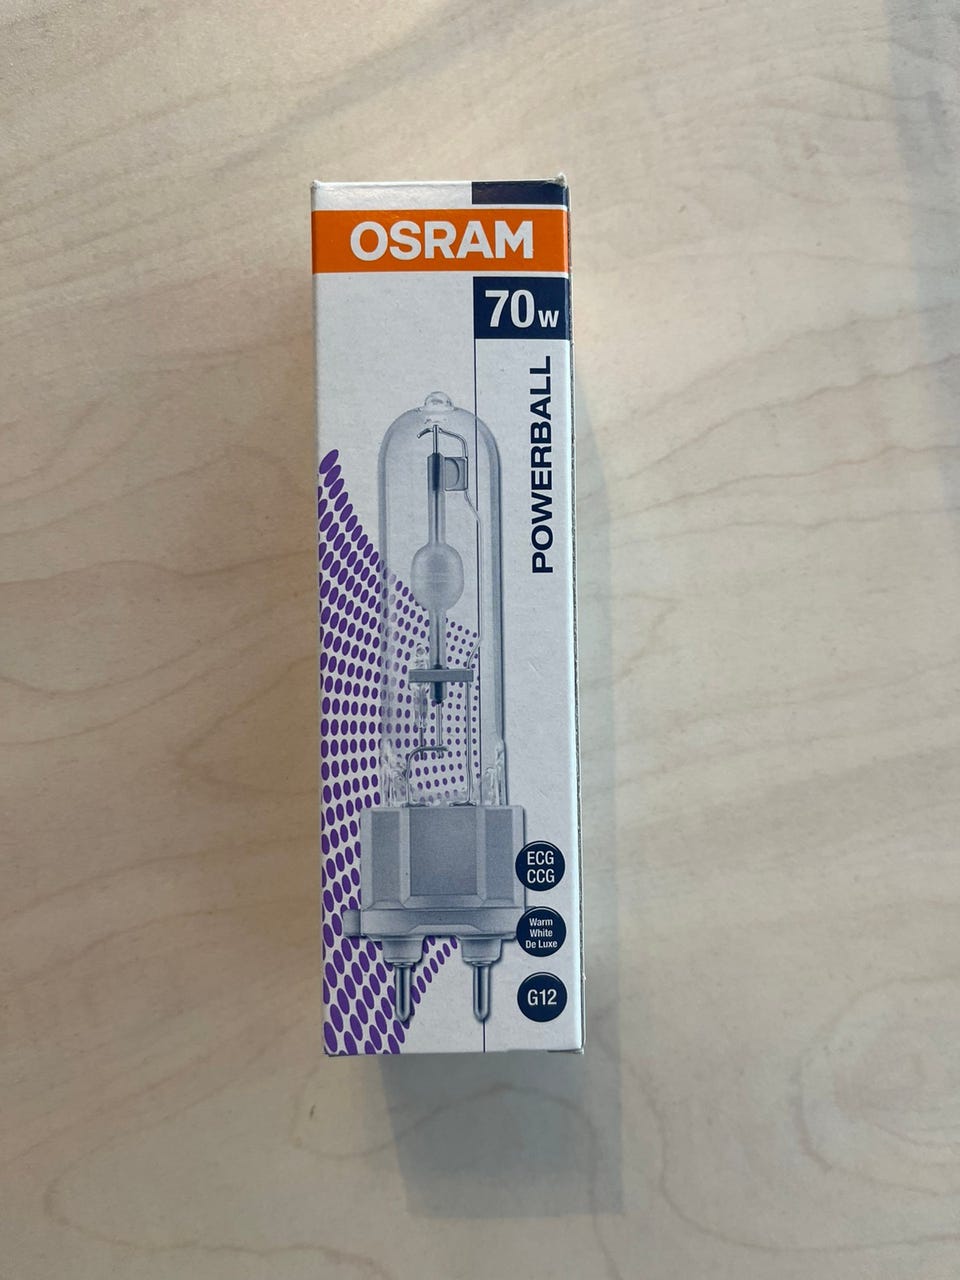 OSRAM
70w
POWERBALL
ECG
CCG
Warm
White
De Luxe
G12